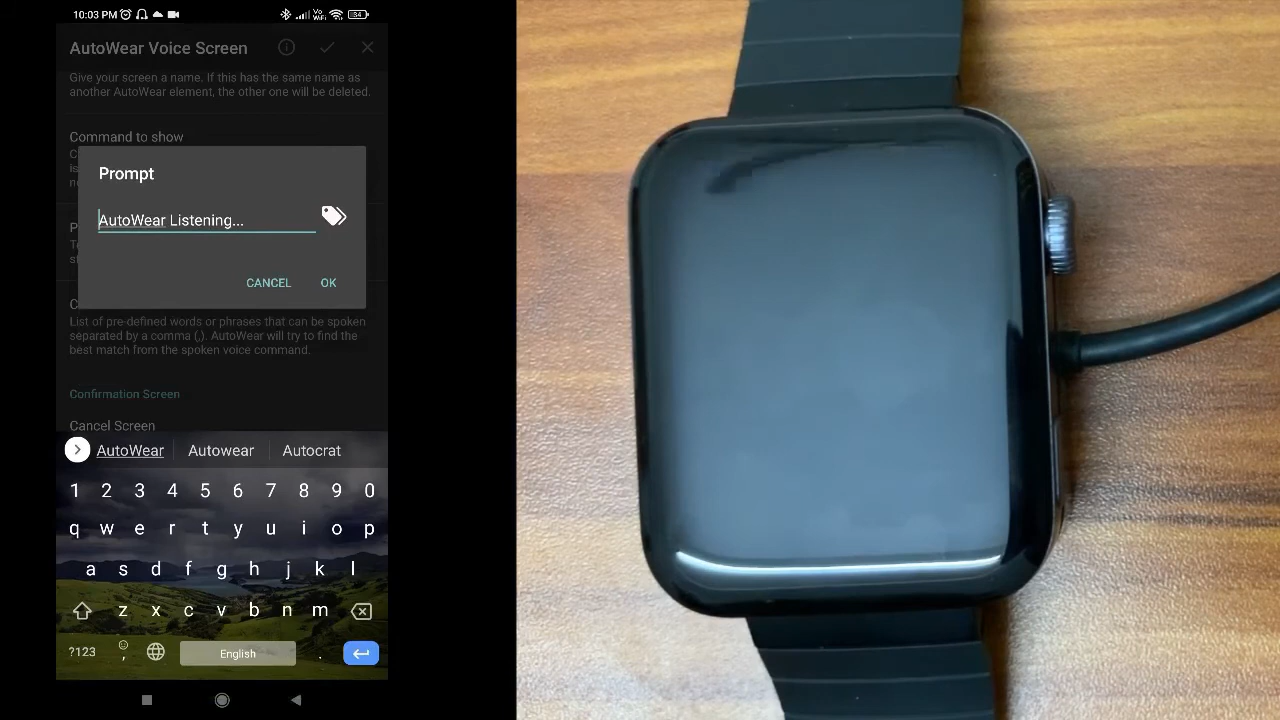 10:03 PM
Vo
WiFi
34
AutoWear Voice Screen
Give your screen a name. If this has the same name as
another AutoWear element, the other one will be deleted.
Command to show
Prompt
AutoWear Listening...
CANCEL OK
List of pre-defined words or phrases that can be spoken
separated by a comma (,). AutoWear will try to find the
best match from the spoken voice command.
Confirmation Screen
Cancel Screen
AutoWear Autowear Autocrat
1 2 3 4 5 6 7 8 9 0
q w e r t y u i o p
a s d f g h j k l
z x c v b n m
?123 , English .